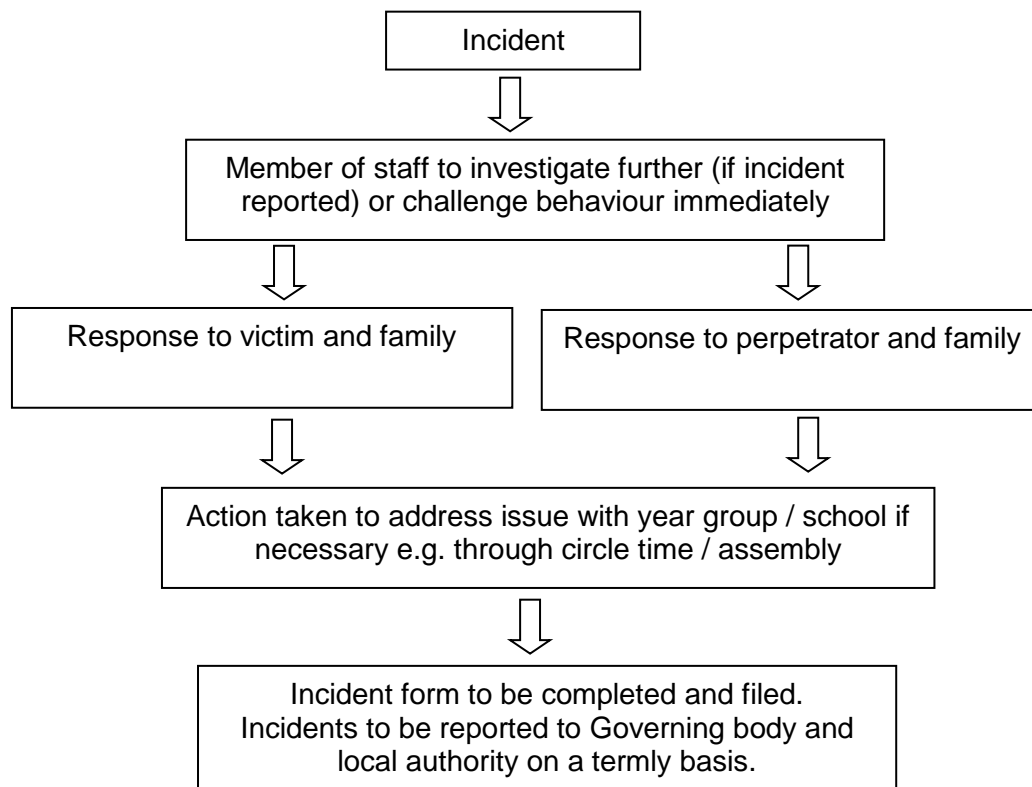 Incident
Member of staff to investigate further (if incident
reported) or challenge behaviour immediately
Response to victim and family
Response to perpetrator and family
Action taken to address issue with year group / school if
necessary e.g. through circle time / assembly
Incident form to be completed and filed.
Incidents to be reported to Governing body and
local authority on a termly basis.